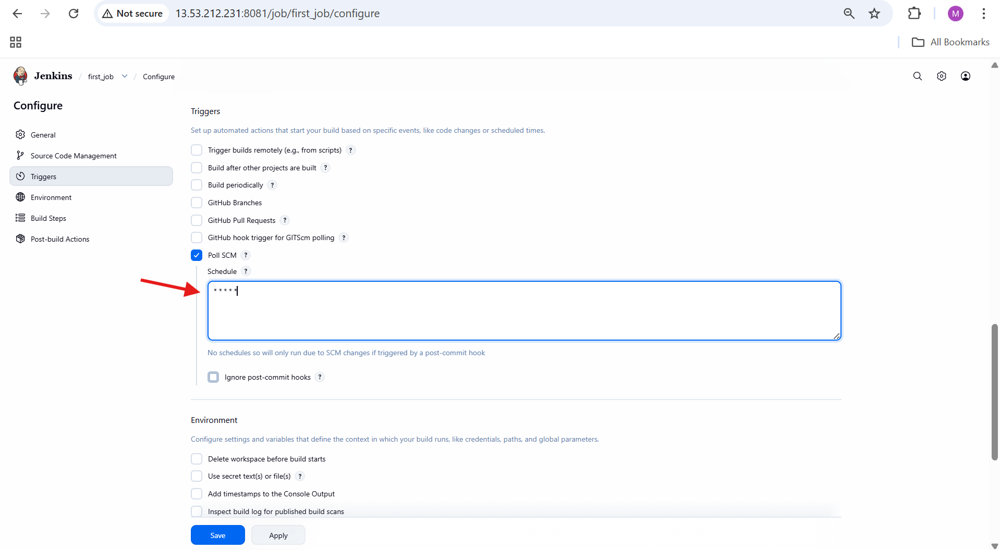 Not secure 13.53.212.231:8081/job/first_job/configure M
All Bookmarks
Jenkins / first_job / Configure
Configure
General
Source Code Management
Triggers
Environment
Build Steps
Post-build Actions
Triggers
Set up automated actions that start your build based on specific events, like code changes or scheduled times.
Trigger builds remotely (e.g., from scripts) ?
Build after other projects are built ?
Build periodically ?
GitHub Branches
GitHub Pull Requests ?
GitHub hook trigger for GITScm polling ?
Poll SCM ?
Schedule ?
* * * * *
No schedules so will only run due to SCM changes if triggered by a post-commit hook
Ignore post-commit hooks ?
Environment
Configure settings and variables that define the context in which your build runs, like credentials, paths, and global parameters.
Delete workspace before build starts
Use secret text(s) or file(s) ?
Add timestamps to the Console Output
Inspect build log for published build scans
Save Apply